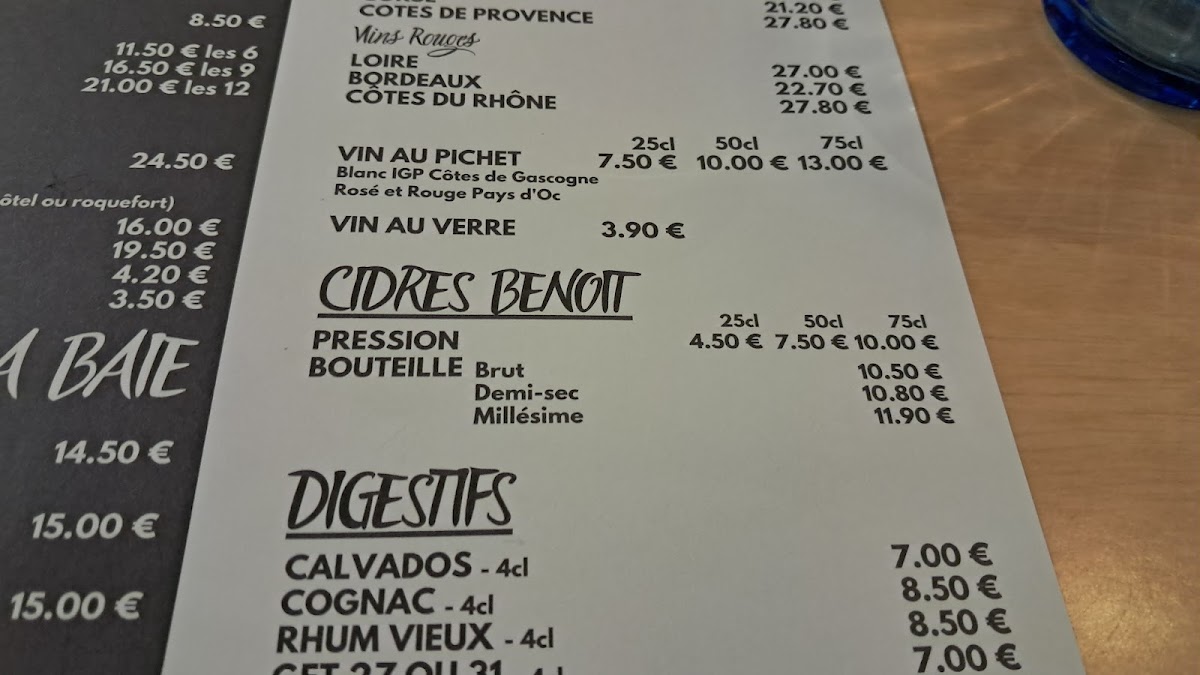 8.50 €
11.50 € les 6
16.50 € les 9
21.00 € les 12
24.50 €
ou roquefort)
16.00 €
19.50 €
4.20 €
3.50 €
BAIE
14.50 €
15.00 €
15.00 €
21.20 €
COTES DE PROVENCE 27.80 €
Vins Rouges
LOIRE 27.00 €
BORDEAUX 22.70 €
CÔTES DU RHÔNE 27.80 €
25cl 50cl 75cl
VIN AU PICHET 7.50 € 10.00 € 13.00 €
Blanc IGP Côtes de Gascogne
Rosé et Rouge Pays d'Oc
VIN AU VERRE 3.90 €
CIDRES BENOIT
25cl 50cl 75cl
PRESSION 4.50 € 7.50 € 10.00 €
BOUTEILLE Brut 10.50 €
Demi-sec 10.80 €
Millésime 11.90 €
DIGESTIFS
CALVADOS - 4cl 7.00 €
COGNAC - 4cl 8.50 €
RHUM VIEUX - 4cl 8.50 €
GET 27 OU 31 7.00 €